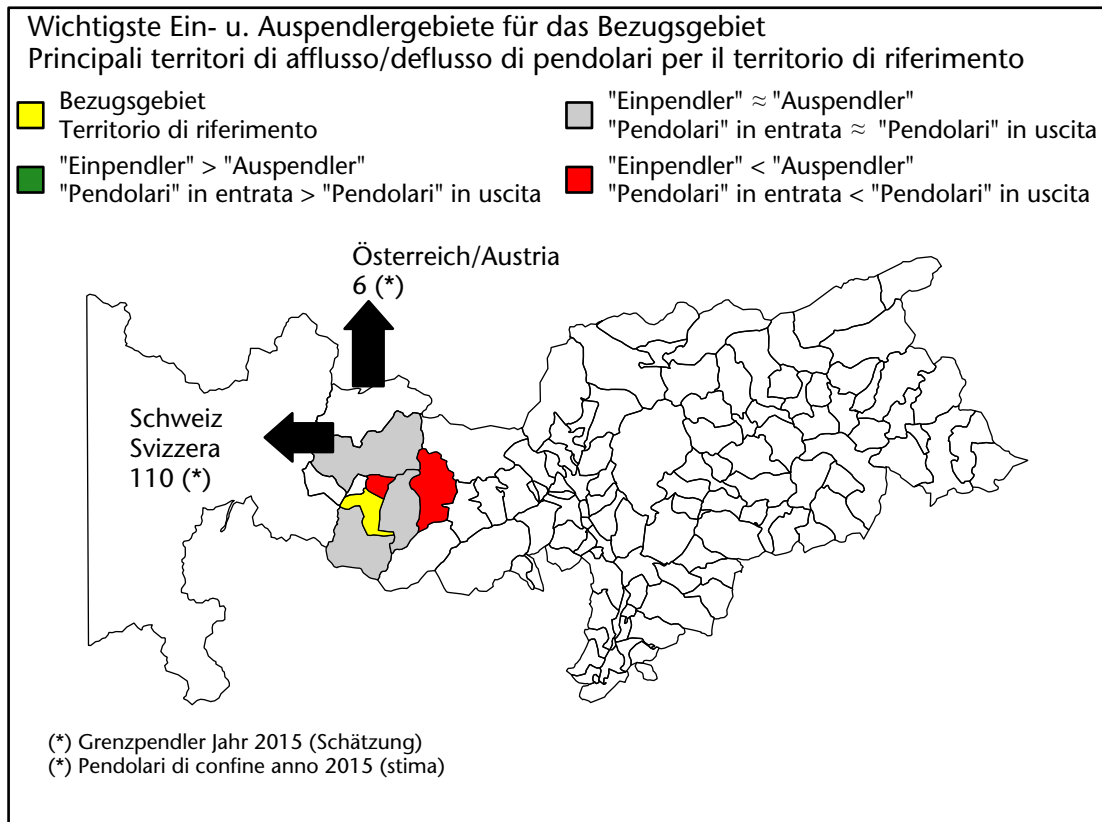 Wichtigste Ein- u. Auspendlergebiete für das Bezugsgebiet
Principali territori di afflusso/deflusso di pendolari per il territorio di riferimento
Bezugsgebiet
Territorio di riferimento
"Einpendler" > "Auspendler"
"Pendolari" in entrata > "Pendolari" in uscita
"Einpendler" ≈ "Auspendler"
"Pendolari" in entrata ≈ "Pendolari" in uscita
"Einpendler" < "Auspendler"
"Pendolari" in entrata < "Pendolari" in uscita
Österreich/Austria
6 (*)
Schweiz
Svizzera
110 (*)
(*) Grenzpendler Jahr 2015 (Schätzung)
(*) Pendolari di confine anno 2015 (stima)